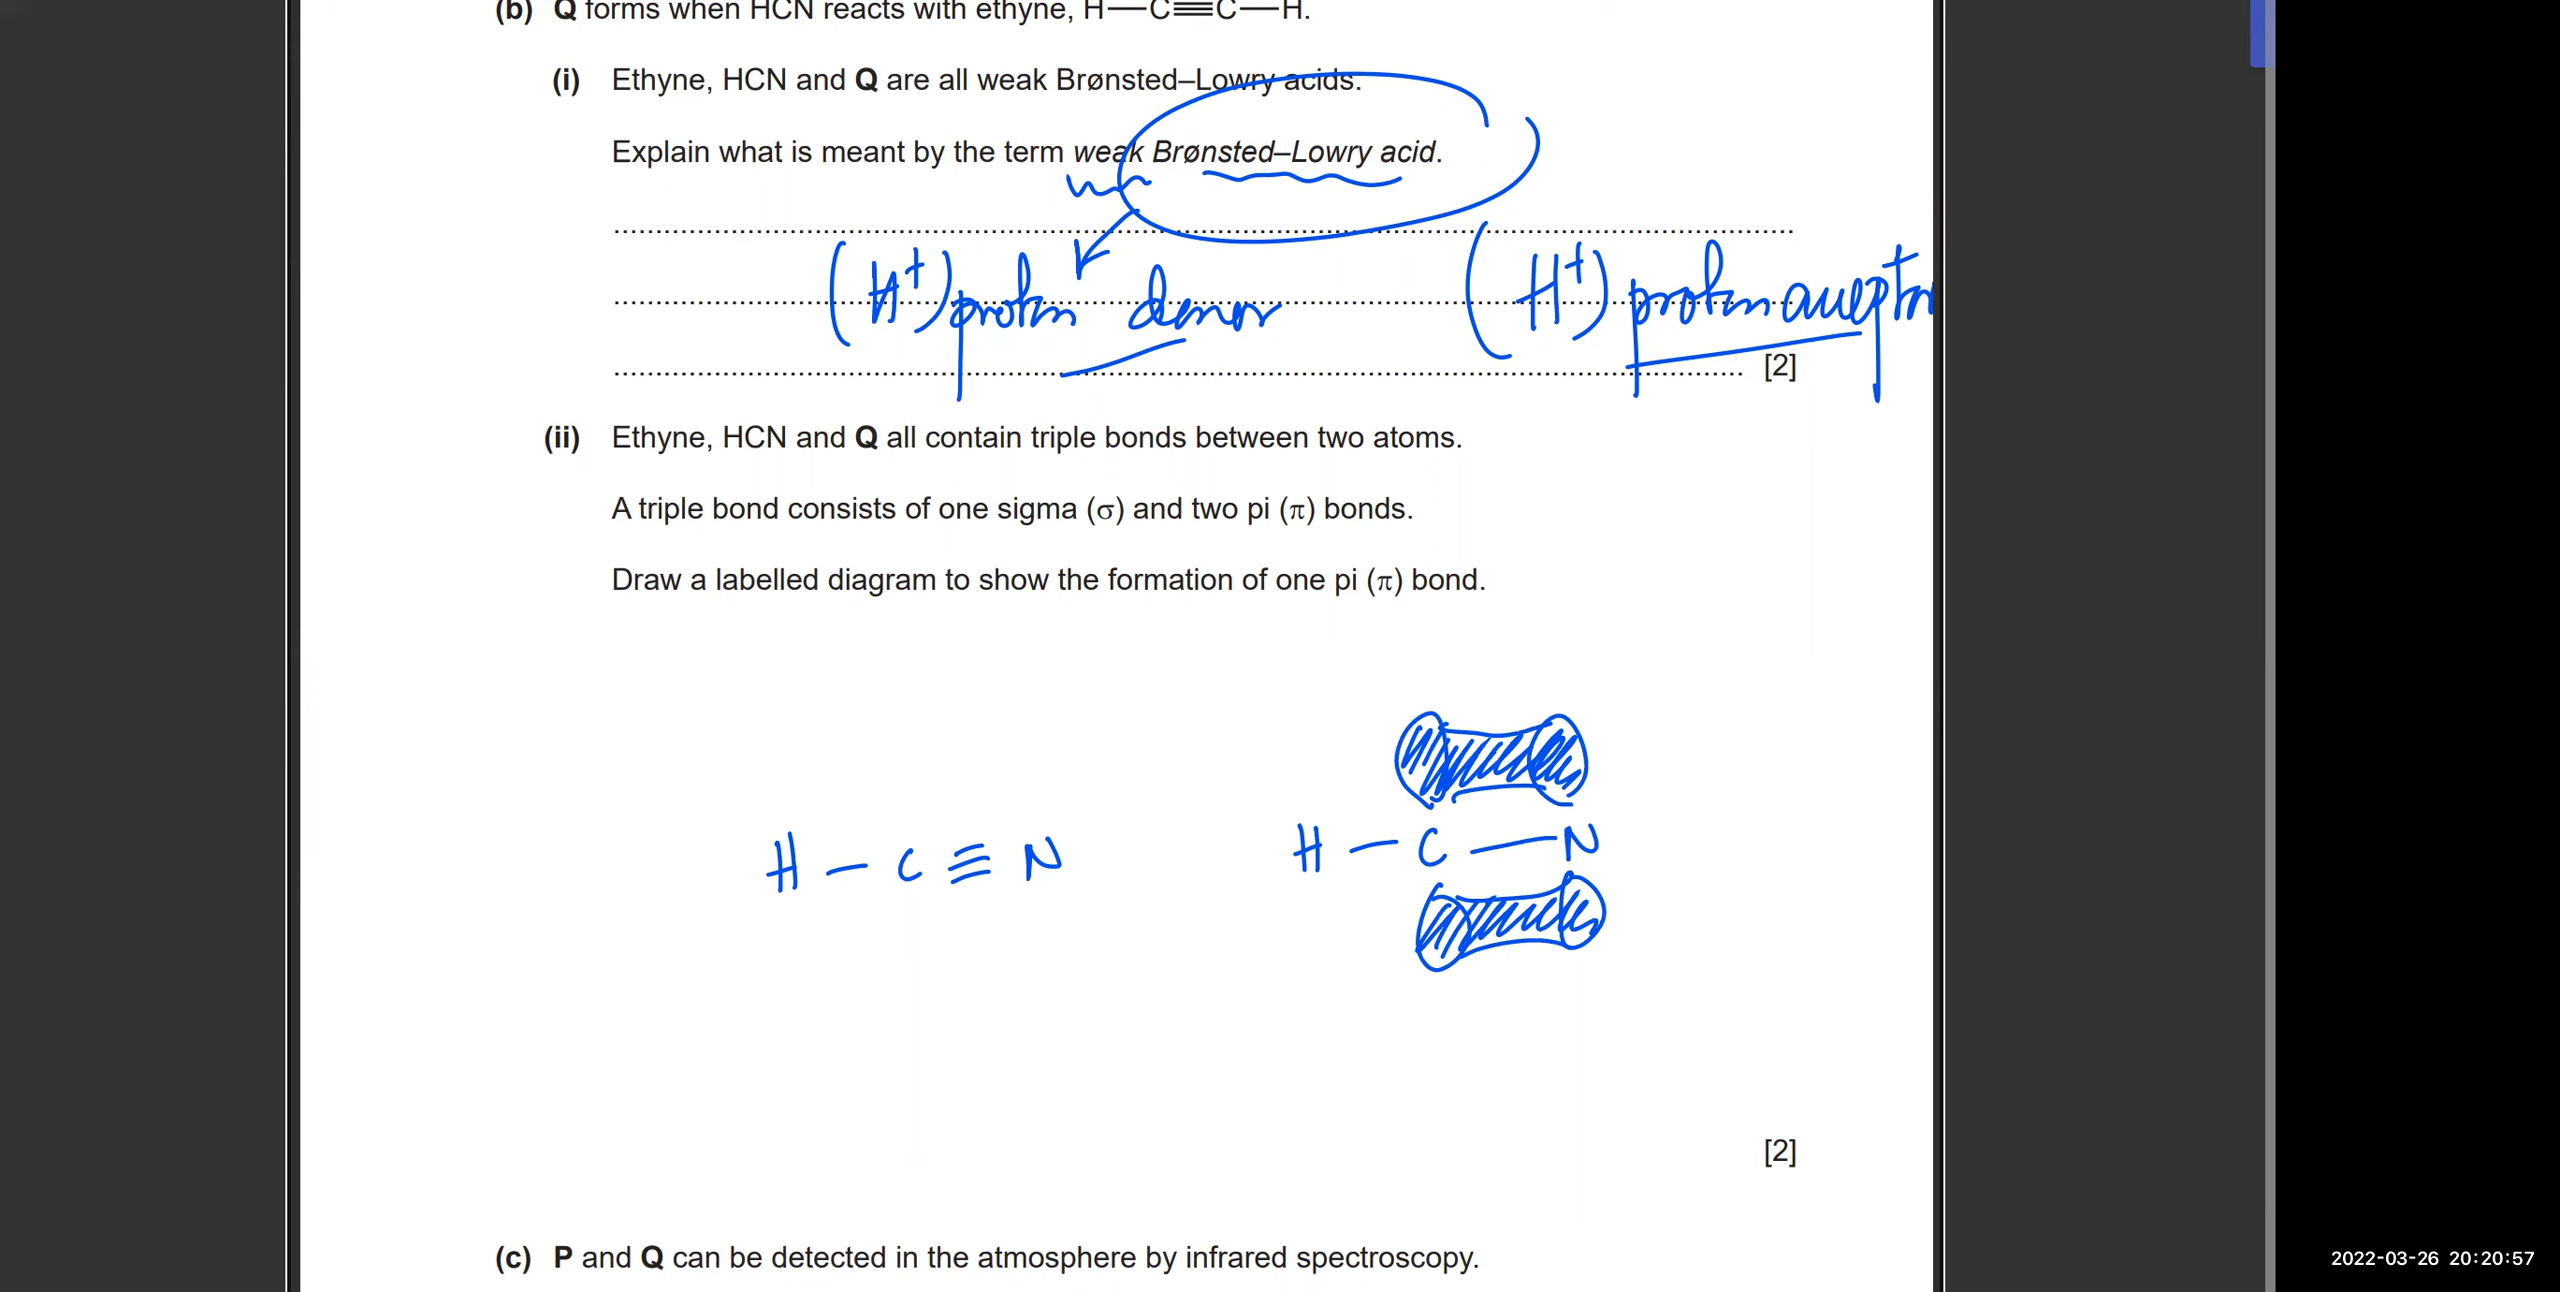 (b) Q forms when HCN reacts with ethyne, H—C≡C—H.
(i) Ethyne, HCN and Q are all weak Brønsted–Lowry acids.
Explain what is meant by the term weak Brønsted–Lowry acid.
(H+) proton donor (H+) proton acceptor
[2]
(ii) Ethyne, HCN and Q all contain triple bonds between two atoms.
A triple bond consists of one sigma (σ) and two pi (π) bonds.
Draw a labelled diagram to show the formation of one pi (π) bond.
H – C ≡ N H – C – N
[2]
(c) P and Q can be detected in the atmosphere by infrared spectroscopy.
2022-03-26 20:20:57